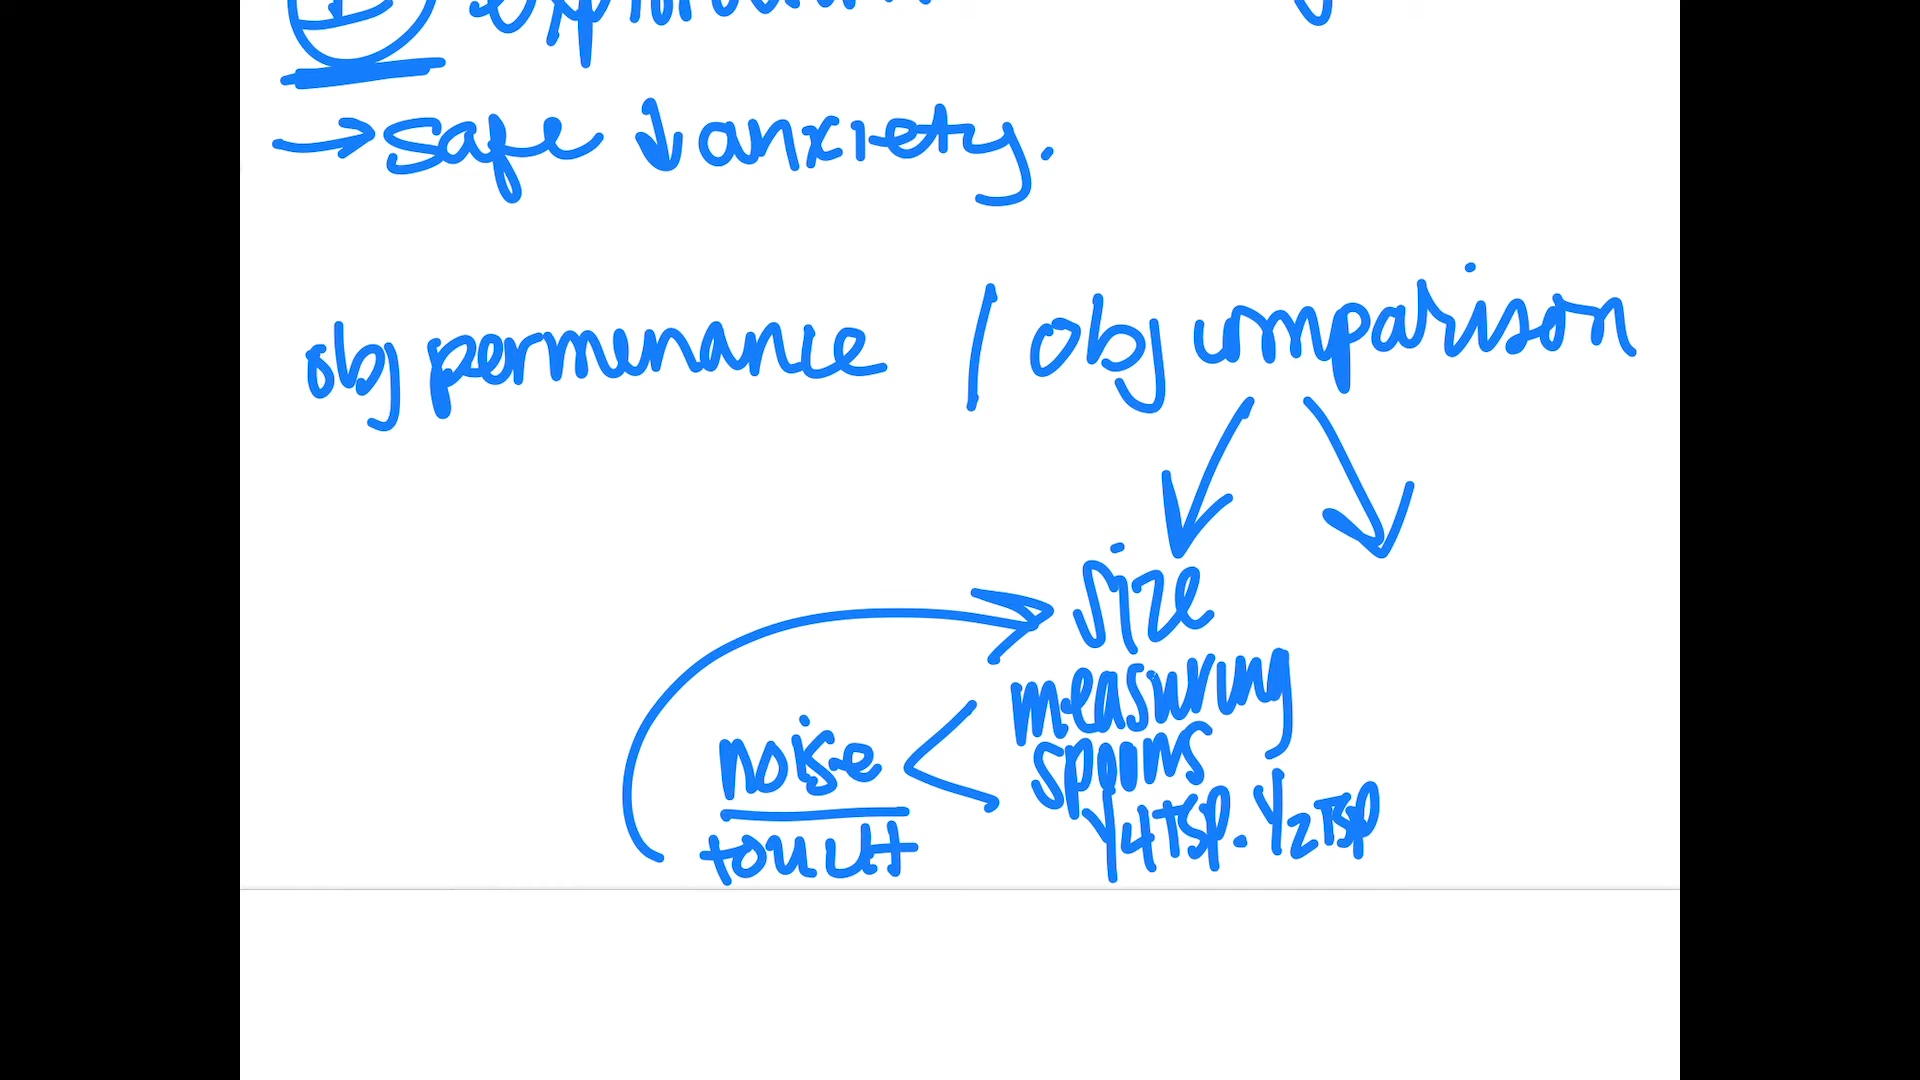 →safe ↓anxiety.
obj permenance / obj comparison
size
measuring
noise < spoons
1/4 TSP. 1/2 TSP
touch